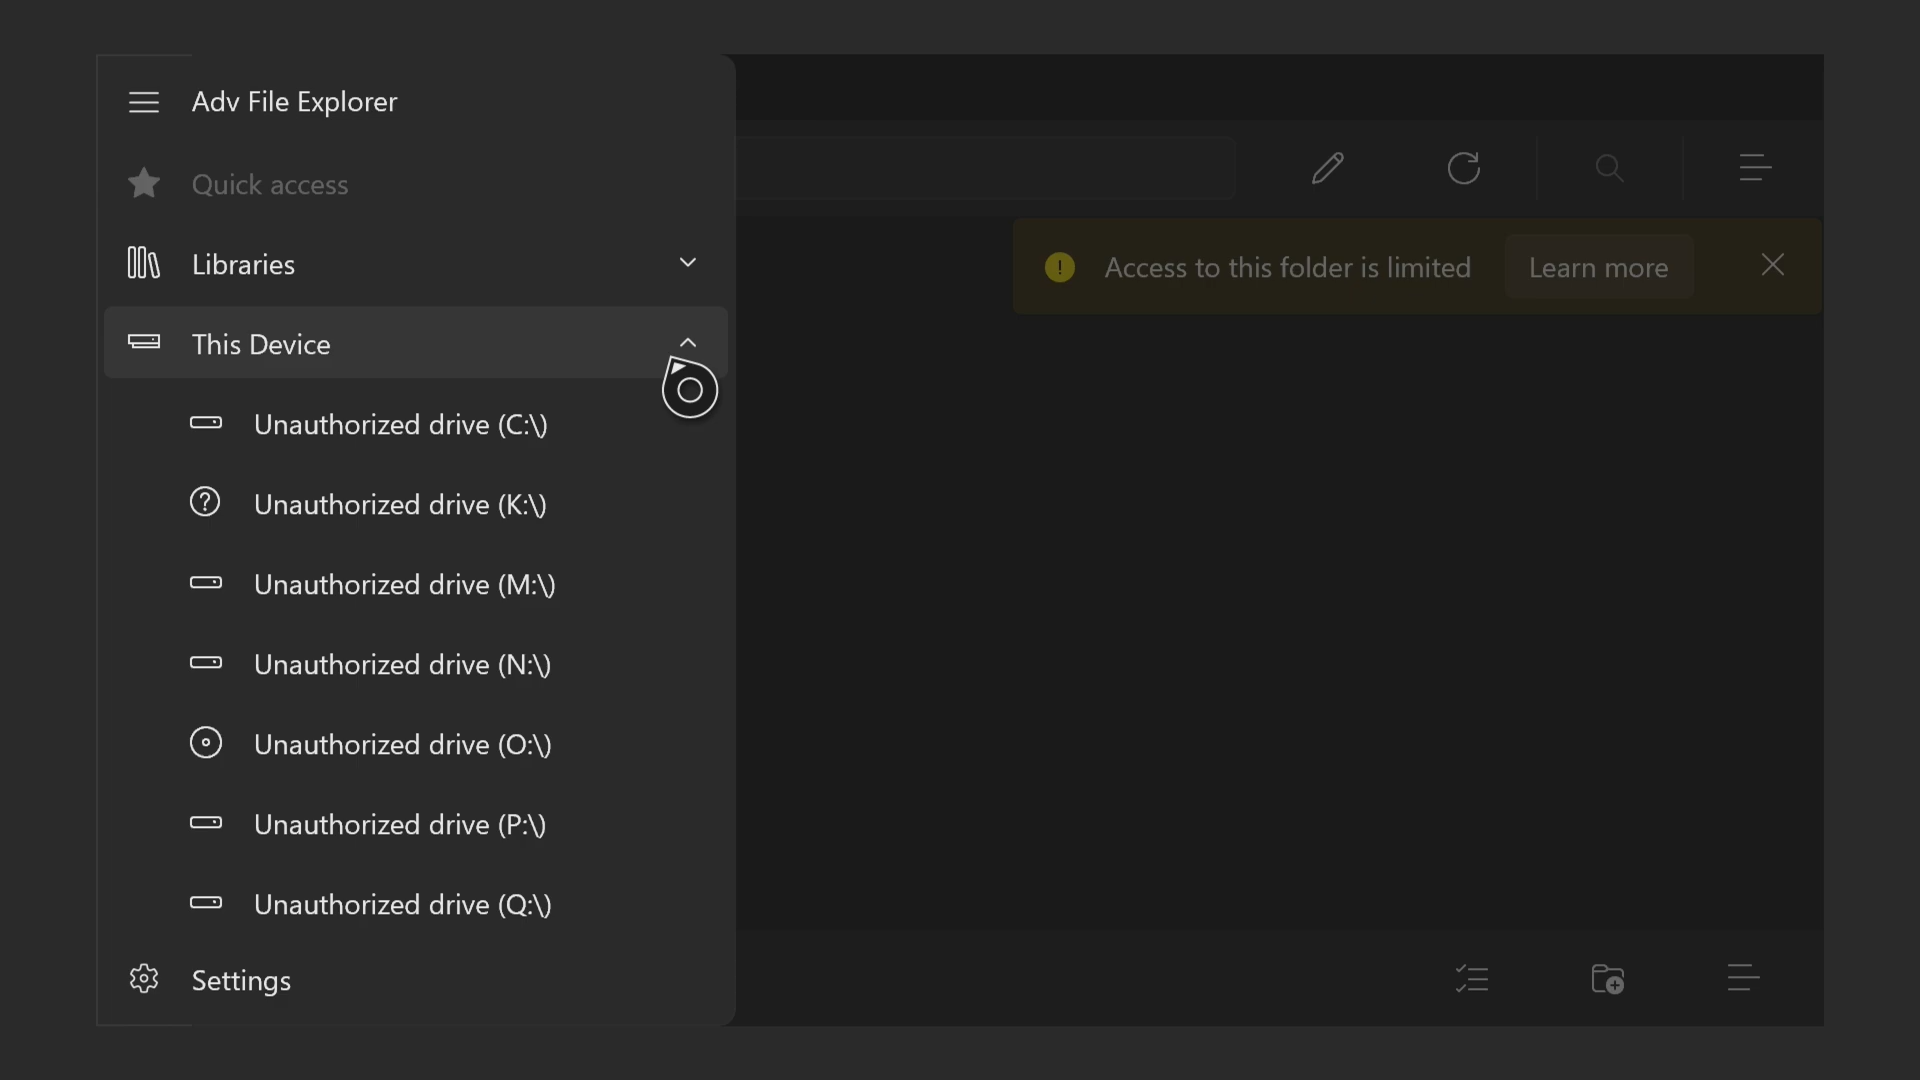 Adv File Explorer
Quick access
Libraries
Access to this folder is limited
Learn more
This Device
Unauthorized drive (C:\)
Unauthorized drive (K:\)
Unauthorized drive (M:\)
Unauthorized drive (N:\)
Unauthorized drive (O:\)
Unauthorized drive (P:\)
Unauthorized drive (Q:\)
Settings